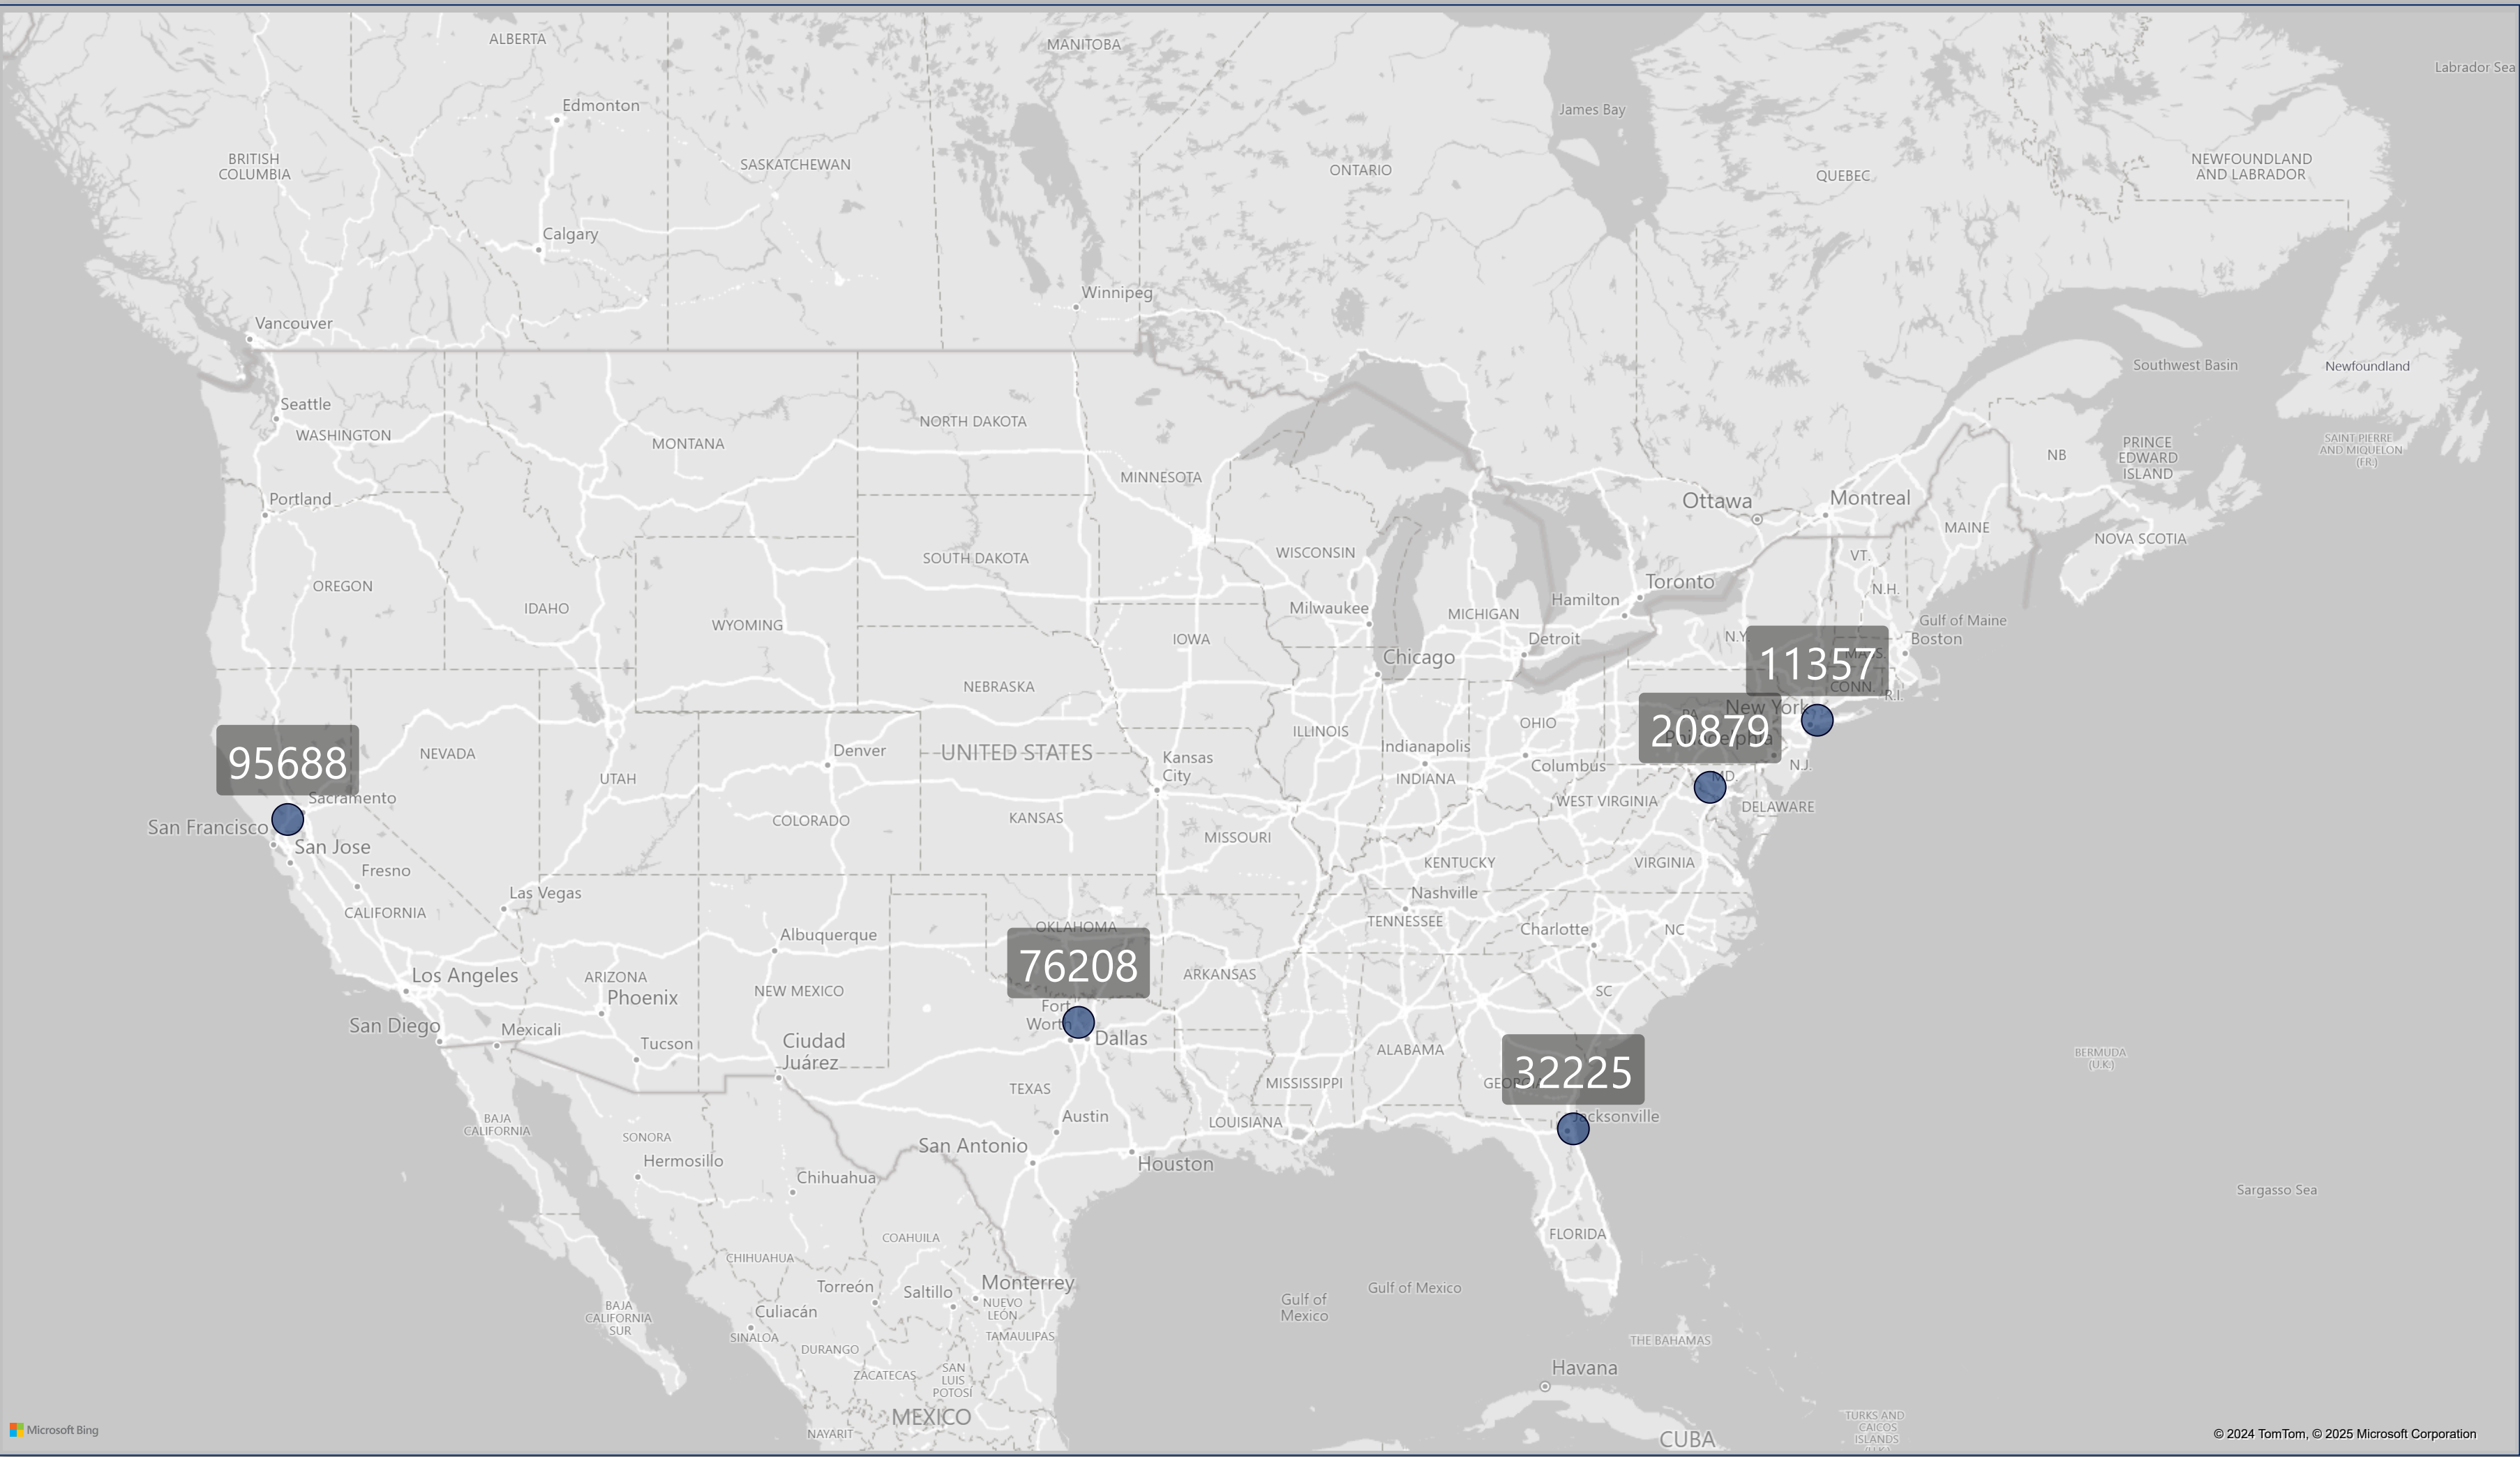 ALBERTA
MANITOBA
Labrador Sea
Edmonton
James Bay
BRITISH
COLUMBIA
SASKATCHEWAN
ONTARIO
QUEBEC
NEWFOUNDLAND
AND LABRADOR
Calgary
Winnipeg
Vancouver
Southwest Basin
Newfoundland
Seattle
WASHINGTON
MONTANA
NORTH DAKOTA
MINNESOTA
NB
PRINCE
EDWARD
ISLAND
SAINT PIERRE
AND MIQUELON
(FR.)
Portland
Ottawa
Montreal
MAINE
NOVA SCOTIA
OREGON
IDAHO
SOUTH DAKOTA
WISCONSIN
VT.
N.H.
Toronto
Hamilton
Milwaukee
MICHIGAN
WYOMING
IOWA
Detroit
N.Y.
Gulf of Maine
Boston
Chicago
11357
MASS.
CONN.
R.I.
NEBRASKA
New York
PA.
20879
Philadelphia
OHIO
ILLINOIS
95688
NEVADA
Denver
UNITED STATES
Kansas
City
Indianapolis
INDIANA
Columbus
N.J.
MD.
UTAH
Sacramento
San Francisco
San Jose
COLORADO
KANSAS
MISSOURI
WEST VIRGINIA
DELAWARE
Fresno
KENTUCKY
VIRGINIA
Las Vegas
CALIFORNIA
Nashville
TENNESSEE
OKLAHOMA
Albuquerque
Charlotte
NC
76208
Los Angeles
ARIZONA
Phoenix
NEW MEXICO
ARKANSAS
SC
Fort
Worth
Dallas
San Diego
Mexicali
Tucson
Ciudad
Juárez
ALABAMA
BERMUDA
(U.K.)
32225
GEORGIA
MISSISSIPPI
TEXAS
Austin
LOUISIANA
Jacksonville
BAJA
CALIFORNIA
SONORA
San Antonio
Houston
Hermosillo
Chihuahua
Sargasso Sea
FLORIDA
COAHUILA
CHIHUAHUA
Torreón
Saltillo
Monterrey
NUEVO
LEÓN
Gulf of
Mexico
Gulf of Mexico
BAJA
CALIFORNIA
SUR
Culiacán
SINALOA
TAMAULIPAS
DURANGO
THE BAHAMAS
ZACATECAS
SAN
LUIS
POTOSÍ
Havana
MEXICO
NAYARIT
CUBA
TURKS AND
CAICOS
ISLANDS
(U.K.)
Microsoft Bing
© 2024 TomTom, © 2025 Microsoft Corporation